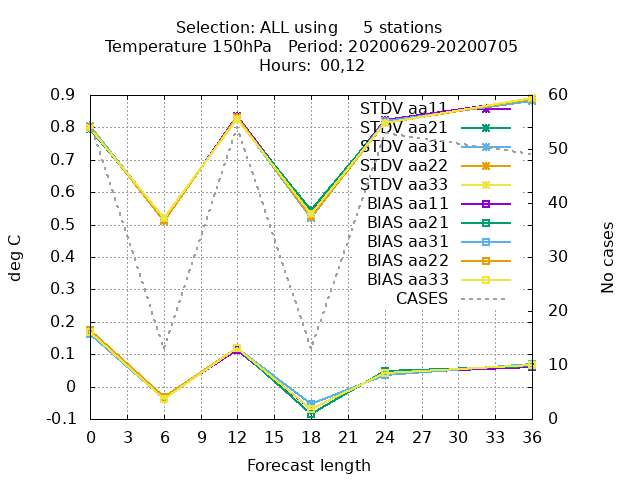 Selection: ALL using     5 stations
Temperature 150hPa   Period: 20200629-20200705
Hours:  00,12
0.9
0.8
0.7
0.6
0.5
0.4
0.3
0.2
0.1
0
-0.1
deg C
STDV aa11
STDV aa21
STDV aa31
STDV aa22
STDV aa33
BIAS aa11
BIAS aa21
BIAS aa31
BIAS aa22
BIAS aa33
CASES
60
50
40
30
20
10
0
No cases
0 3 6 9 12 15 18 21 24 27 30 33 36
Forecast length